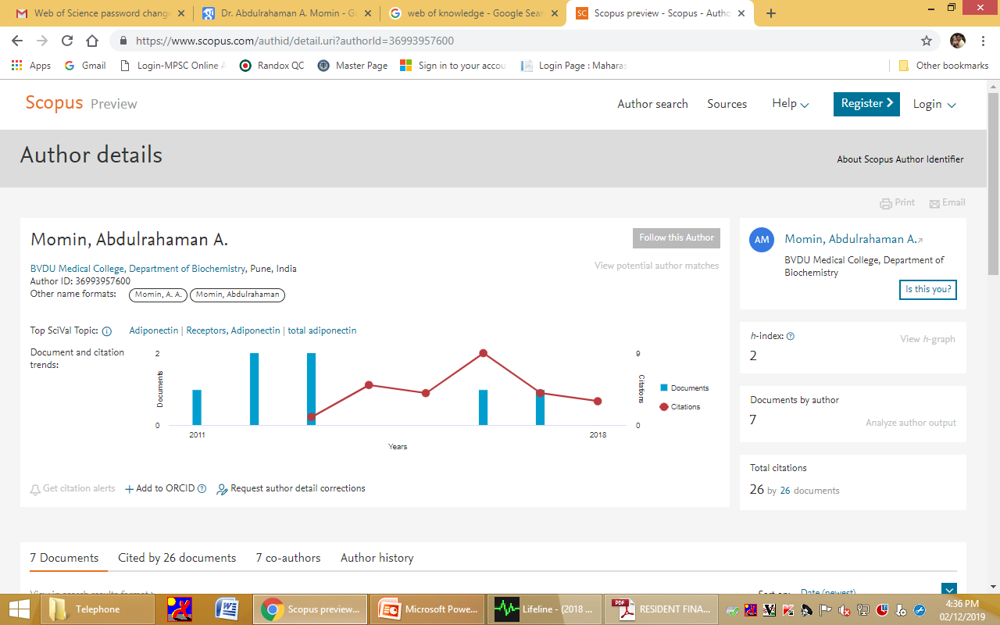 Web of Science password change
Dr. Abdulrahaman A. Momin - Go
web of knowledge - Google Sear
SC Scopus preview - Scopus - Autho
https://www.scopus.com/authid/detail.uri?authorId=36993957600
Apps
Gmail
Login-MPSC Online A
Randox QC
Master Page
Sign in to your accou
Login Page : Maharas
Other bookmarks
Scopus Preview
Author search
Sources
Help
Register
Login
Author details
About Scopus Author Identifier
Print
Email
Momin, Abdulrahaman A.
Follow this Author
View potential author matches
BVDU Medical College, Department of Biochemistry, Pune, India
Author ID: 36993957600
Other name formats: Momin, A. A. Momin, Abdulrahaman
Top SciVal Topic: Adiponectin | Receptors, Adiponectin | total adiponectin
Document and citation
trends:
2
0
Documents
9
0
Citations
2011
2018
Years
Documents
Citations
Get citation alerts
Add to ORCID
Request author detail corrections
AM
Momin, Abdulrahaman A.
BVDU Medical College, Department of
Biochemistry
Is this you?
h-index:
View h-graph
2
Documents by author
7
Analyze author output
Total citations
26 by 26 documents
7 Documents
Cited by 26 documents
7 co-authors
Author history
View in search results format
Sort on: Date (newest)
Telephone
Scopus preview...
Microsoft Powe...
Lifeline - (2018 ...
PDF
RESIDENT FINA...
4:36 PM
02/12/2019